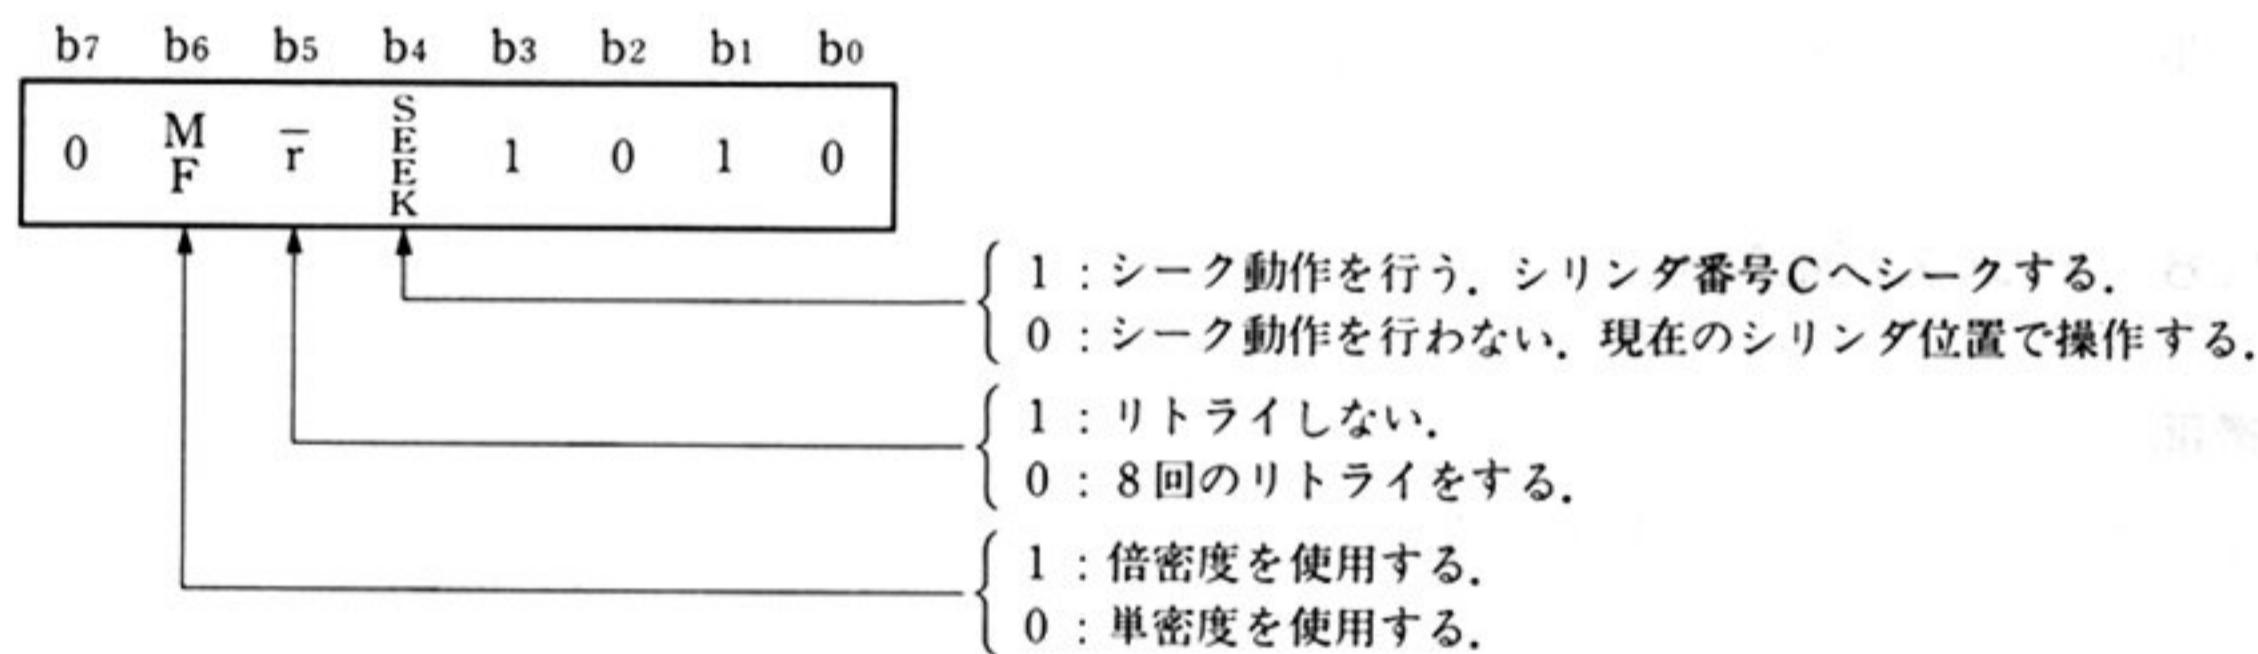 b7 b6 b5 b4 b3 b2 b1 b0
0 MF r̅ SEEK 1 0 1 0
1 : シーク動作を行う. シリンダ番号Cへシークする.
0 : シーク動作を行わない. 現在のシリンダ位置で操作する.
1 : リトライしない.
0 : 8回のリトライをする.
1 : 倍密度を使用する.
0 : 単密度を使用する.